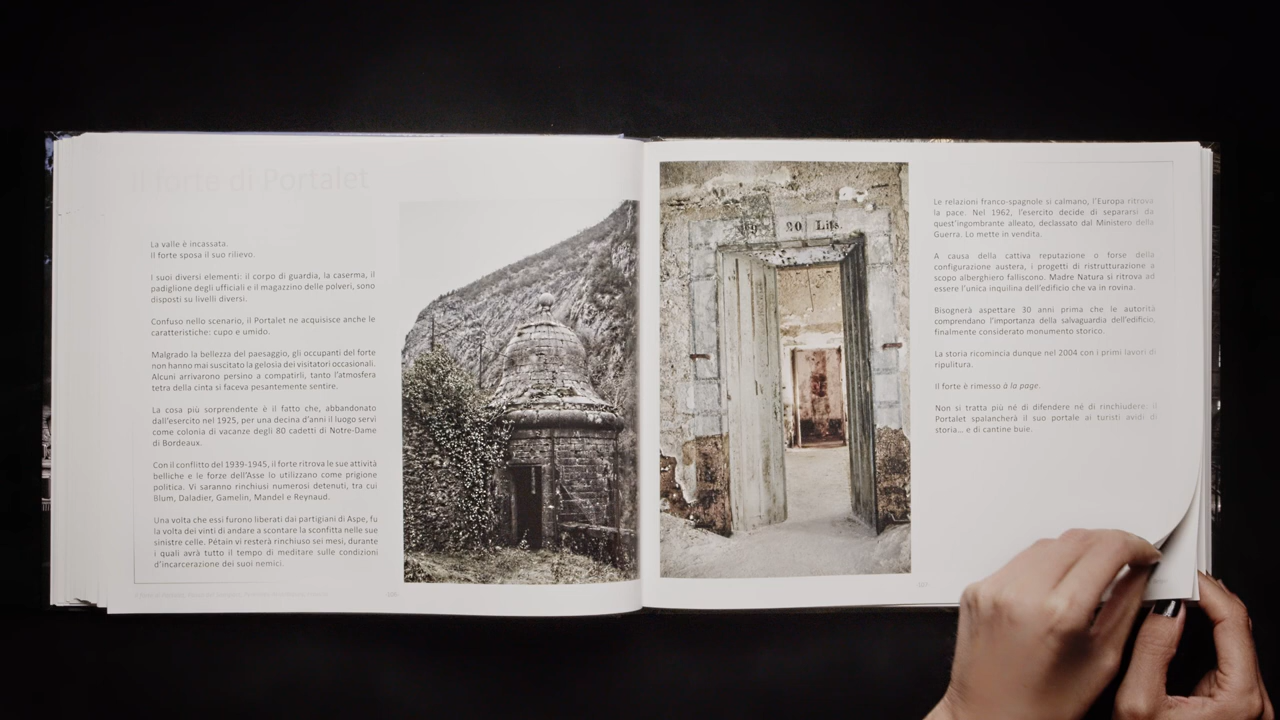 Il forte di Portalet
La valle è incassata.
Il forte sposa il suo rilievo.
I suoi diversi elementi: il corpo di guardia, la caserma, il
padiglione degli ufficiali e il magazzino delle polveri, sono
disposti su livelli diversi.
Confuso nello scenario, il Portalet ne acquisisce anche le
caratteristiche: cupo e umido.
Malgrado la bellezza del paesaggio, gli occupanti del forte
non hanno mai suscitato la gelosia dei visitatori occasionali.
Alcuni arrivarono persino a compatirli, tanto l'atmosfera
tetra della cinta si faceva pesantemente sentire.
La cosa più sorprendente è il fatto che, abbandonato
dall'esercito nel 1925, per una decina d'anni il luogo servì
come colonia di vacanze degli 80 cadetti di Notre-Dame
di Bordeaux.
Con il conflitto del 1939-1945, il forte ritrova le sue attività
belliche e le forze dell'Asse lo utilizzano come prigione
politica. Vi saranno rinchiusi numerosi detenuti, tra cui
Blum, Daladier, Gamelin, Mandel e Reynaud.
Una volta che essi furono liberati dai partigiani di Aspe, fu
la volta dei vinti di andare a scontare la sconfitta nelle sue
sinistre celle. Pétain vi resterà rinchiuso sei mesi, durante
i quali avrà tutto il tempo di meditare sulle condizioni
d'incarcerazione dei suoi nemici.
20 Lits.
Le relazioni franco-spagnole si calmano, l'Europa ritrova
la pace. Nel 1962, l'esercito decide di separarsi da
quest'ingombrante alleato, declassato dal Ministero della
Guerra. Lo mette in vendita.
A causa della cattiva reputazione o forse della
configurazione austera, i progetti di ristrutturazione a
scopo alberghiero falliscono. Madre Natura si ritrova ad
essere l'unica inquilina dell'edificio che va in rovina.
Bisognerà aspettare 30 anni prima che le autorità
comprendano l'importanza della salvaguardia dell'edificio,
finalmente considerato monumento storico.
La storia ricomincia dunque nel 2004 con i primi lavori di
ripulitura.
Il forte è rimesso à la page.
Non si tratta più né di difendere né di rinchiudere: il
Portalet spalancherà il suo portale ai turisti avidi di
storia... e di cantine buie.